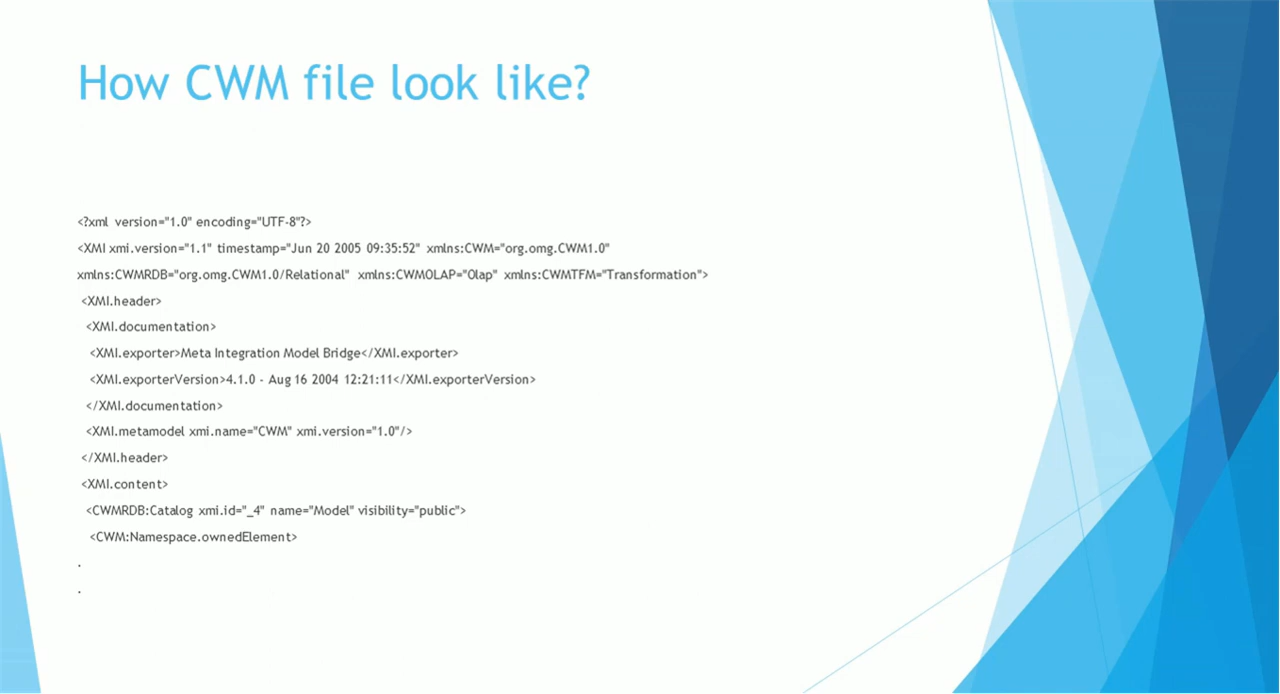 How CWM file look like?
<?xml version="1.0" encoding="UTF-8"?>
<XMI xmi.version="1.1" timestamp="Jun 20 2005 09:35:52" xmlns:CWM="org.omg.CWM1.0"
xmlns:CWMRDB="org.omg.CWM1.0/Relational" xmlns:CWMOLAP="Olap" xmlns:CWMTFM="Transformation">
<XMI.header>
<XMI.documentation>
<XMI.exporter>Meta Integration Model Bridge</XMI.exporter>
<XMI.exporterVersion>4.1.0 - Aug 16 2004 12:21:11</XMI.exporterVersion>
</XMI.documentation>
<XMI.metamodel xmi.name="CWM" xmi.version="1.0"/>
</XMI.header>
<XMI.content>
<CWMRDB:Catalog xmi.id="_4" name="Model" visibility="public">
<CWM:Namespace.ownedElement>
.
.